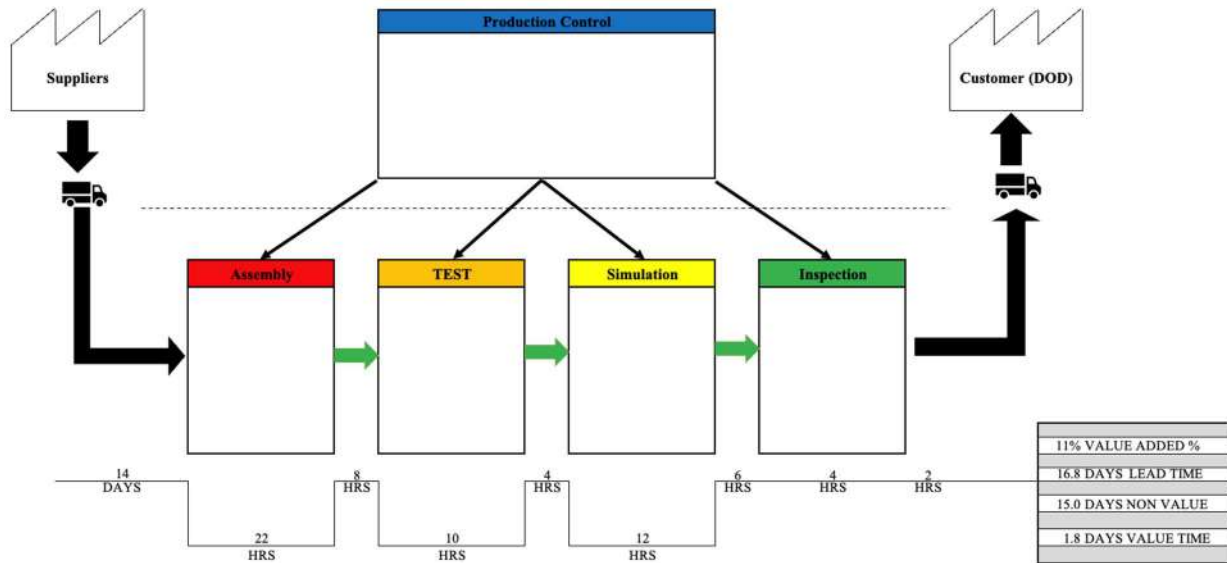 Production Control
Suppliers
Customer (DOD)
Assembly
TEST
Simulation
Inspection
14
DAYS
22
HRS
8
HRS
10
HRS
4
HRS
12
HRS
6
HRS
4
HRS
2
HRS
11% VALUE ADDED %
16.8 DAYS LEAD TIME
15.0 DAYS NON VALUE
1.8 DAYS VALUE TIME